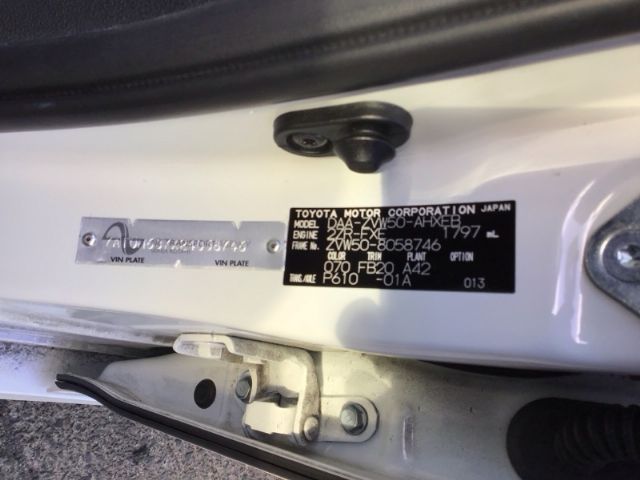 TOYOTA MOTOR CORPORATION JAPAN
MODEL DAA-ZVW50-AHXEB
ENGINE 2ZR-FXE 1797 mL
FRAME No. ZVW50-8058746
COLOR TRIM PLANT OPTION
070 FB20 A42
TRANS./AXLE P610 -01A 013
VIN PLATE VIN PLATE